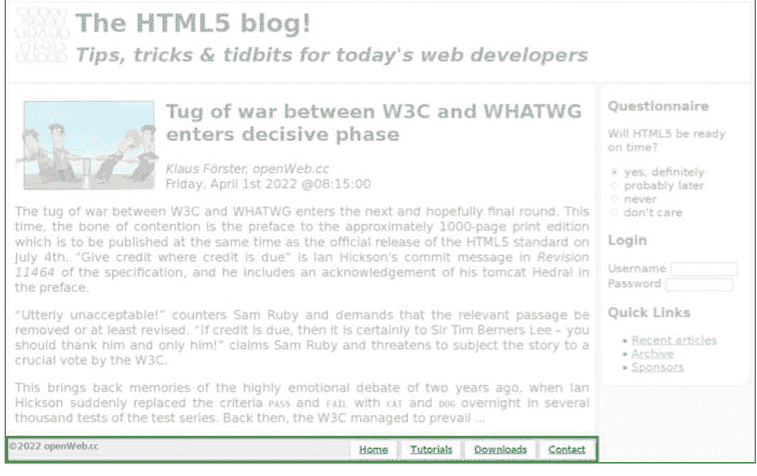 The HTML5 blog!
Tips, tricks & tidbits for today's web developers
Tug of war between W3C and WHATWG
enters decisive phase
Klaus Förster, openWeb.cc
Friday, April 1st 2022 @08:15:00
The tug of war between W3C and WHATWG enters the next and hopefully final round. This
time, the bone of contention is the preface to the approximately 1000-page print edition
which is to be published at the same time as the official release of the HTML5 standard on
July 4th. “Give credit where credit is due” is Ian Hickson's commit message in Revision
11464 of the specification, and he includes an acknowledgement of his tomcat Hedral in
the preface.
“Utterly unacceptable!” counters Sam Ruby and demands that the relevant passage be
removed or at least revised. “If credit is due, then it is certainly to Sir Tim Berners Lee – you
should thank him and only him!” claims Sam Ruby and threatens to subject the story to a
crucial vote by the W3C.
This brings back memories of the highly emotional debate of two years ago, when Ian
Hickson suddenly replaced the criteria PASS and FAIL with CAT and DOG overnight in several
thousand tests of the test series. Back then, the W3C managed to prevail ...
Questionnaire
Will HTML5 be ready
on time?
yes, definitely
probably later
never
don't care
Login
Username
Password
Quick Links
Recent articles
Archive
Sponsors
©2022 openWeb.cc
Home Tutorials Downloads Contact